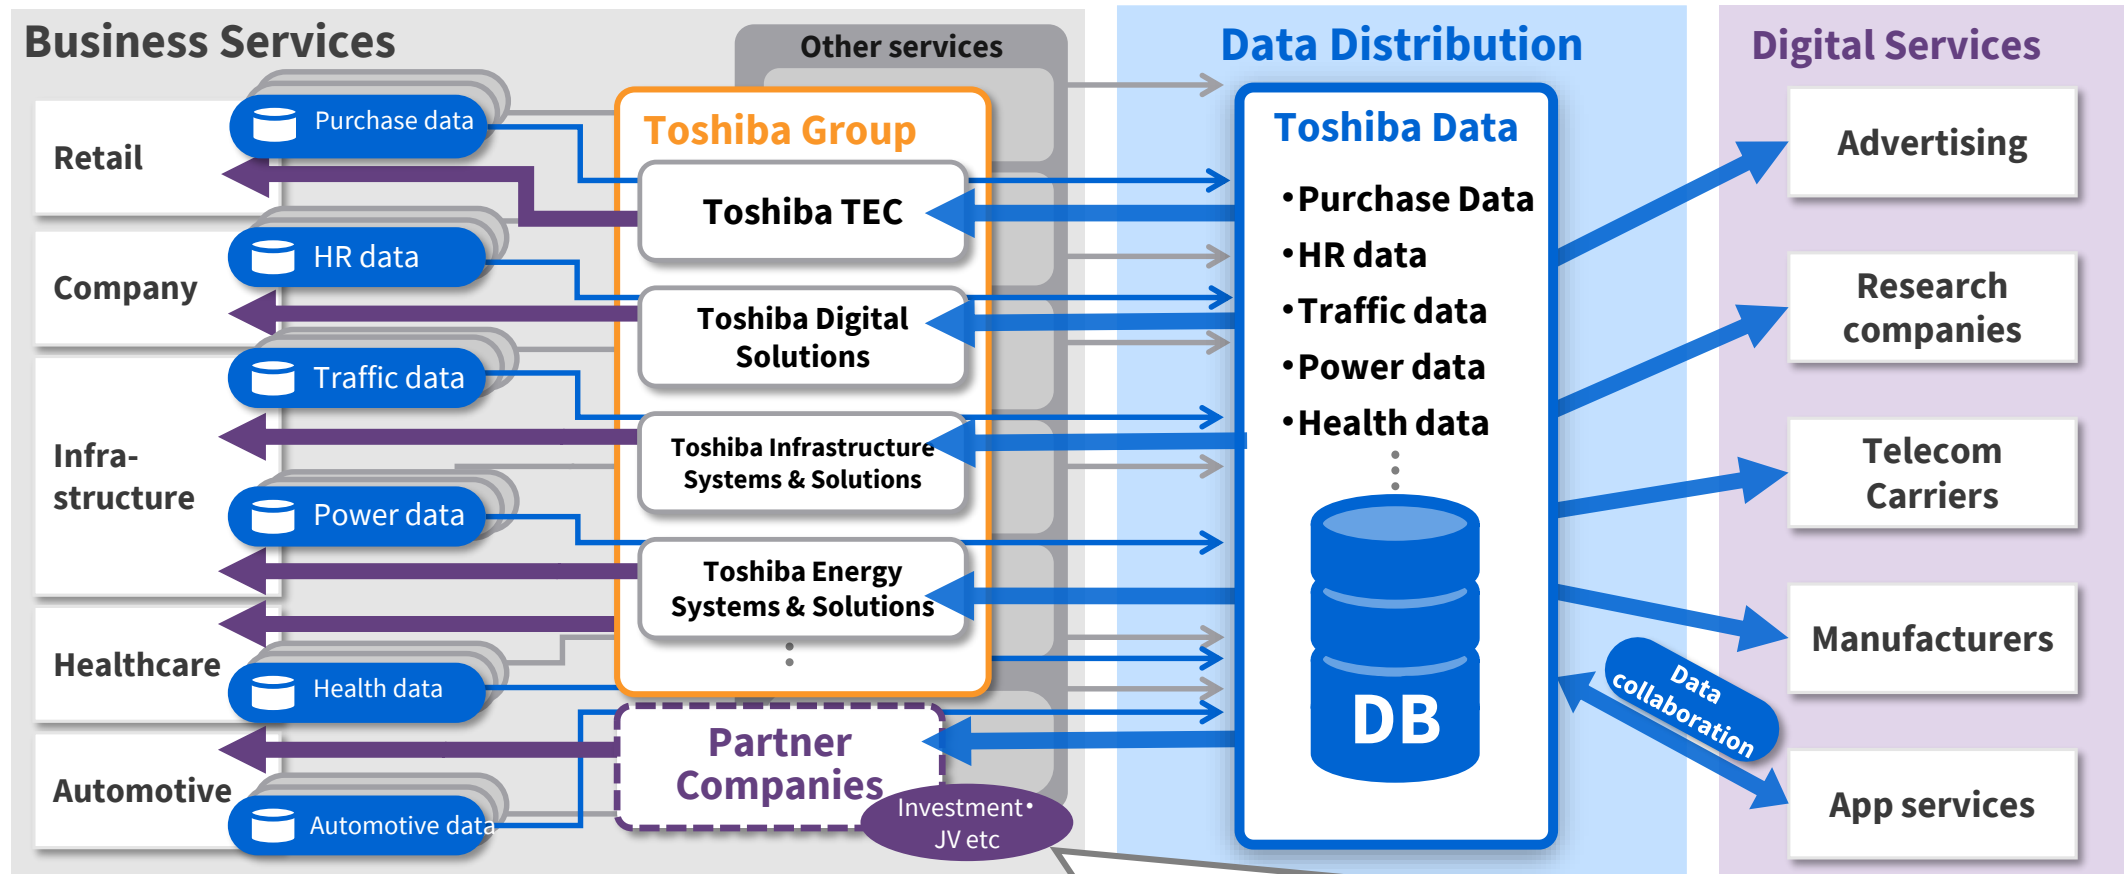 Business Services
Retail
Company
Infra-
structure
Healthcare
Automotive
Purchase data
HR data
Traffic data
Power data
Health data
Automotive data
Other services
Toshiba Group
Toshiba TEC
Toshiba Digital
Solutions
Toshiba Infrastructure
Systems & Solutions
Toshiba Energy
Systems & Solutions
Partner
Companies
Investment・
JV etc
Data Distribution
Toshiba Data
・Purchase Data
・HR data
・Traffic data
・Power data
・Health data
DB
Data
collaboration
Digital Services
Advertising
Research
companies
Telecom
Carriers
Manufacturers
App services